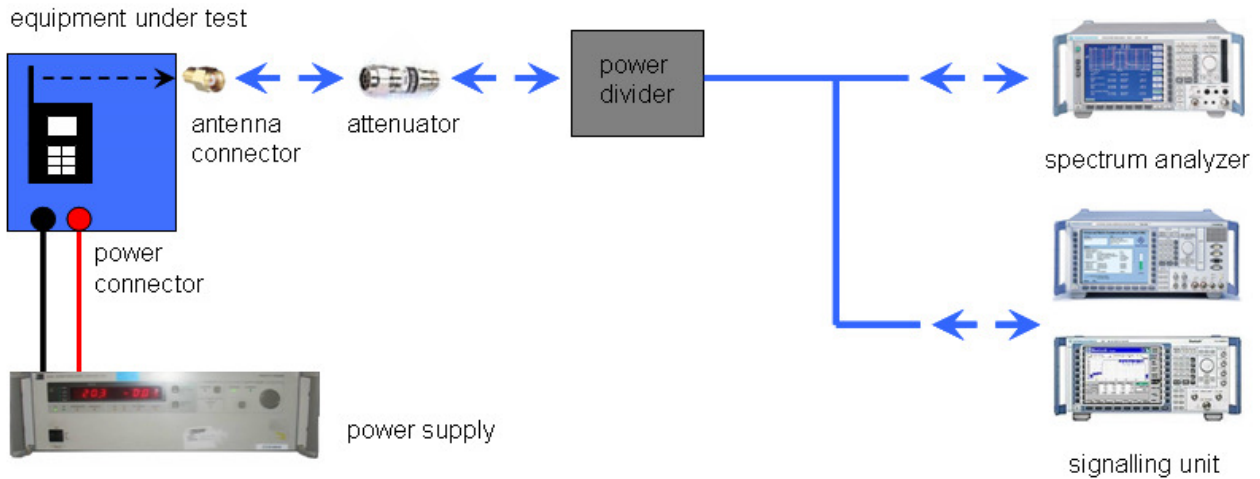 equipment under test
antenna
connector
attenuator
power
divider
spectrum analyzer
power
connector
power supply
signalling unit